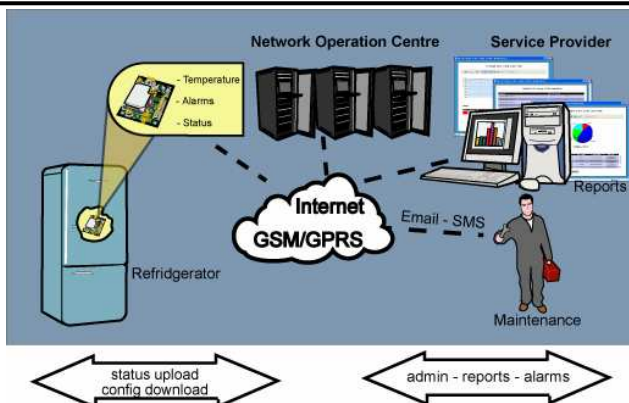 Network Operation Centre
Service Provider
- Temperature
- Alarms
- Status
Reports
Internet
GSM/GPRS
Email - SMS
Refridgerator
Maintenance
status upload
config download
admin - reports - alarms